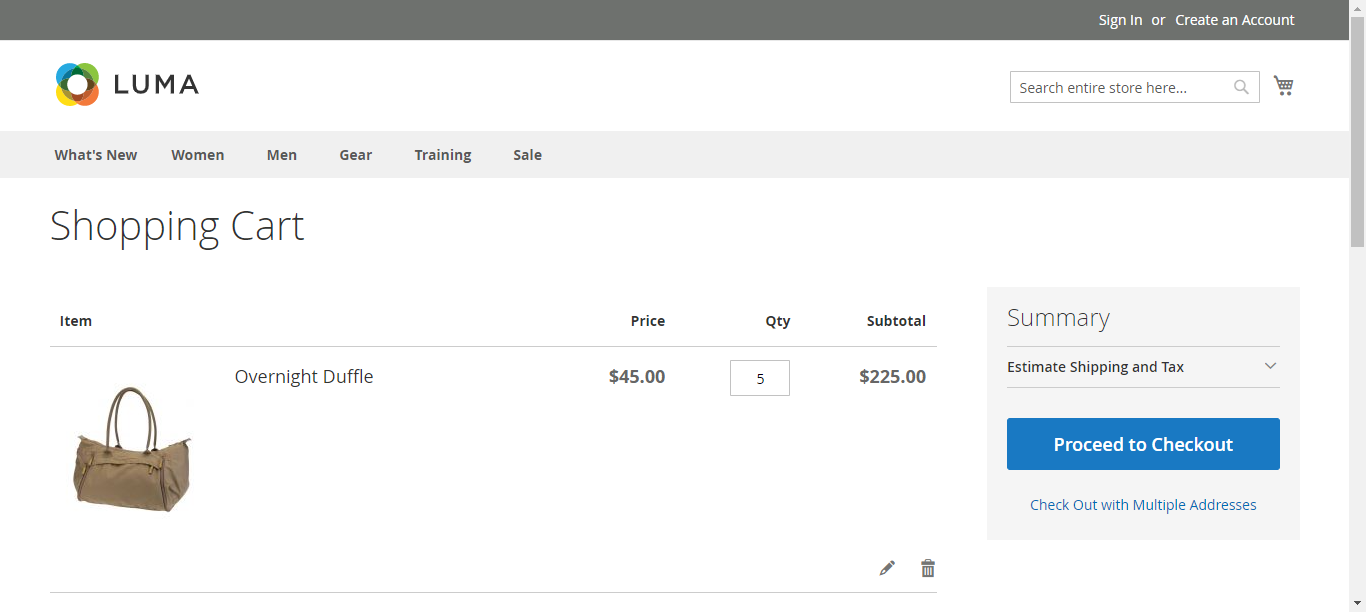 Sign In or Create an Account
LUMA
Search entire store here...
What's New Women Men Gear Training Sale
Shopping Cart
Item Price Qty Subtotal
Overnight Duffle $45.00 5 $225.00
Summary
Estimate Shipping and Tax
Proceed to Checkout
Check Out with Multiple Addresses